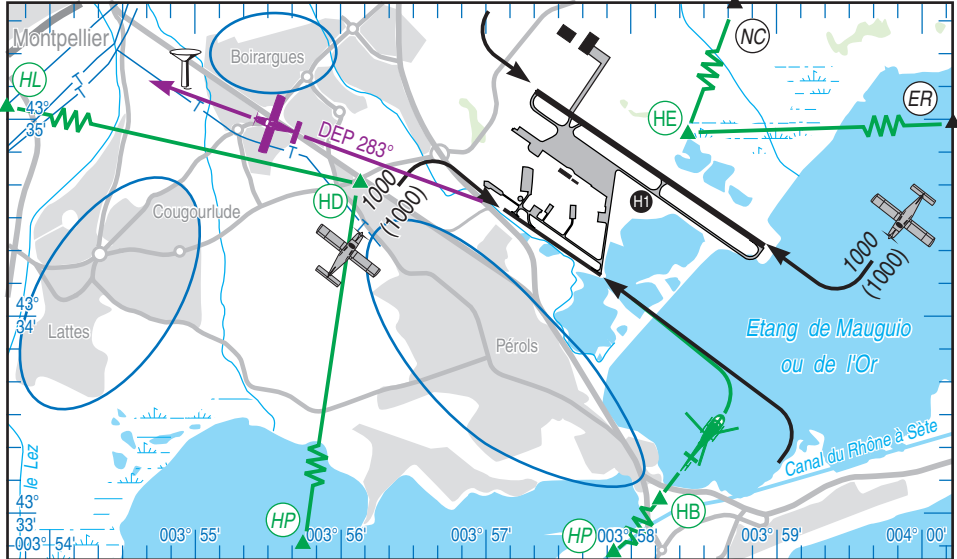 Montpellier
Boirargues
NC
HL
43°
35'
HE
ER
DEP 283°
1000
(1000)
HD
H1
Cougourlude
1000
(1000)
43°
34'
Lattes
Pérols
Etang de Mauguio
ou de l'Or
Canal du Rhône à Sète
le Lez
43°
33'
HP
HB
HP
003° 54'
003° 55'
003° 56'
003° 57'
003° 58'
003° 59'
004° 00'
T
T
T
T
T